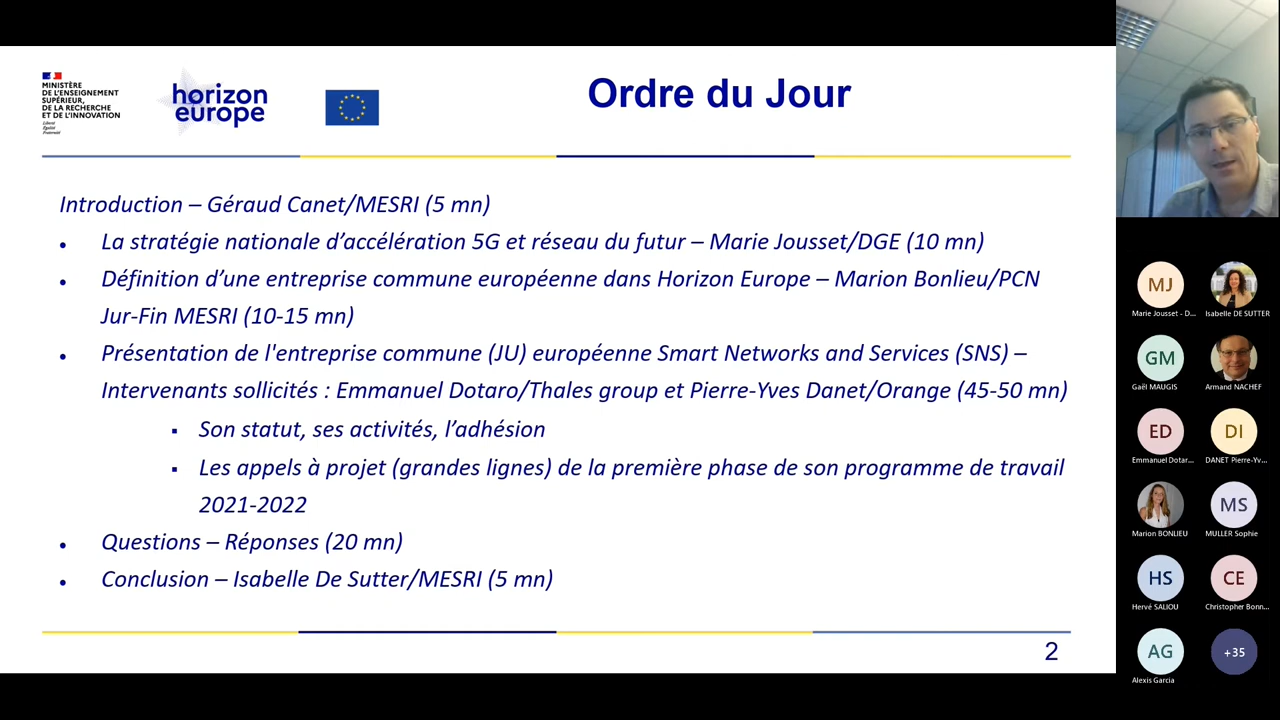 MINISTÈRE
DE L'ENSEIGNEMENT
SUPÉRIEUR,
DE LA RECHERCHE
ET DE L'INNOVATION
Liberté
Égalité
Fraternité
horizon
europe
Ordre du Jour
Introduction – Géraud Canet/MESRI (5 mn)
• La stratégie nationale d’accélération 5G et réseau du futur – Marie Jousset/DGE (10 mn)
• Définition d’une entreprise commune européenne dans Horizon Europe – Marion Bonlieu/PCN
Jur-Fin MESRI (10-15 mn)
• Présentation de l'entreprise commune (JU) européenne Smart Networks and Services (SNS) –
Intervenants sollicités : Emmanuel Dotaro/Thales group et Pierre-Yves Danet/Orange (45-50 mn)
▪ Son statut, ses activités, l’adhésion
▪ Les appels à projet (grandes lignes) de la première phase de son programme de travail
2021-2022
• Questions – Réponses (20 mn)
• Conclusion – Isabelle De Sutter/MESRI (5 mn)
2
MJ
Marie Jousset - D...
Isabelle DE SUTTER
GM
Gaël MAUGIS
Armand NACHEF
ED
Emmanuel Dotar...
DI
DANET Pierre-Yv...
Marion BONLIEU
MS
MULLER Sophie
HS
Hervé SALIOU
CE
Christopher Bonn...
AG
Alexis Garcia
+35